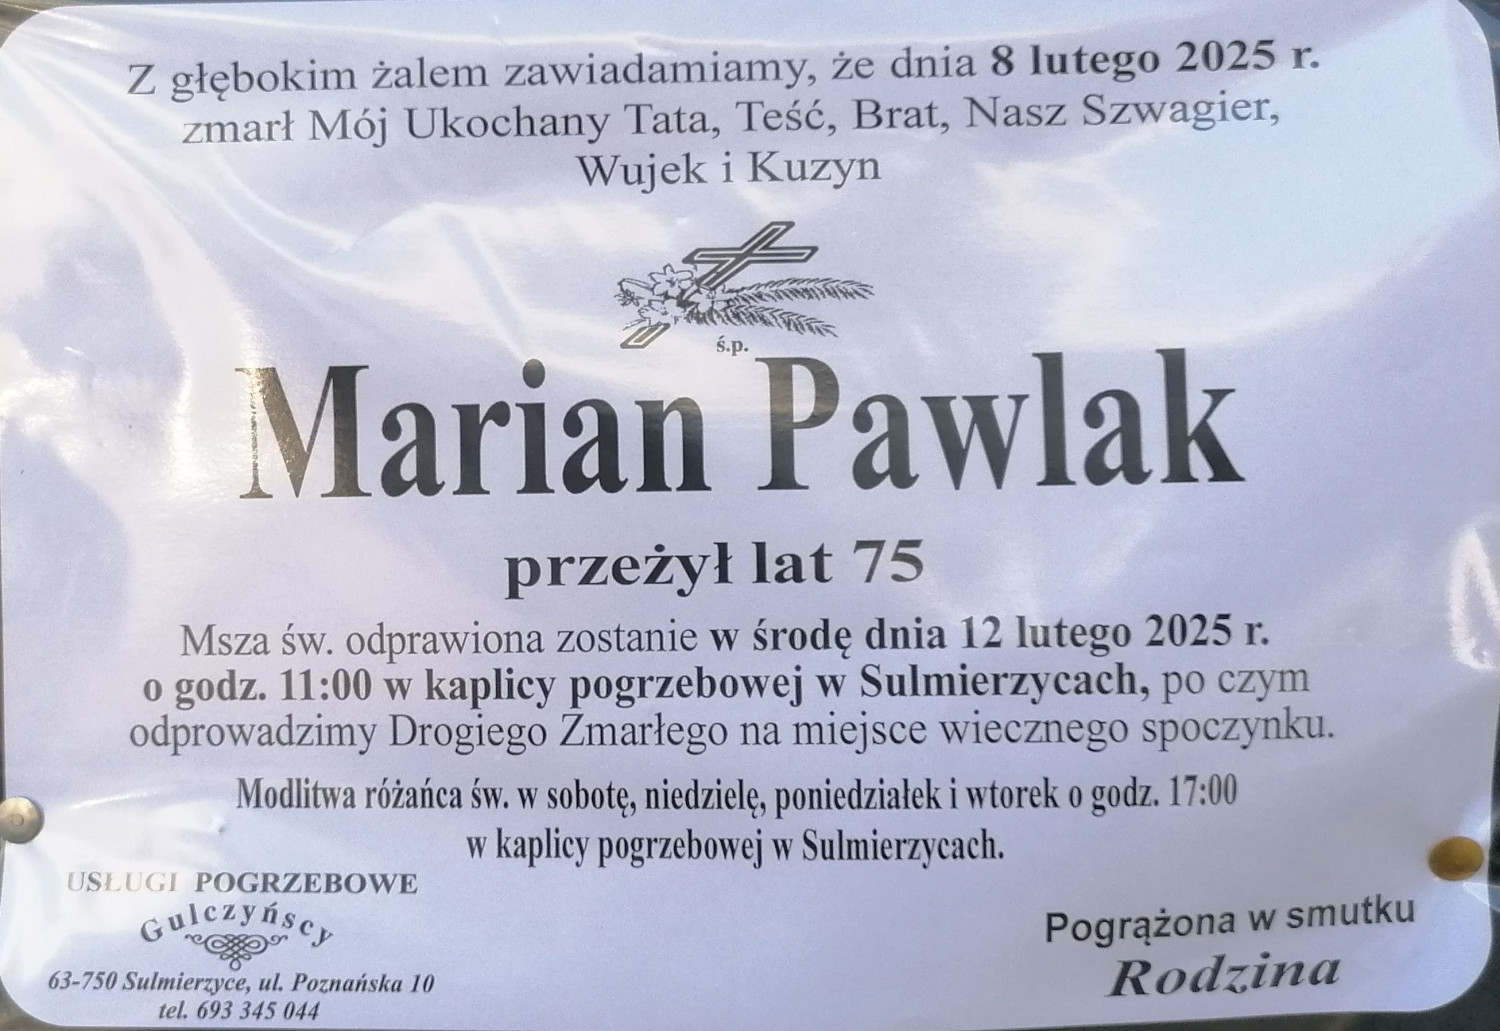 Z głębokim żalem zawiadamiamy, że dnia 8 lutego 2025 r.
zmarł Mój Ukochany Tata, Teść, Brat, Nasz Szwagier,
Wujek i Kuzyn
ś.p.
Marian Pawlak
przeżył lat 75
Msza św. odprawiona zostanie w środę dnia 12 lutego 2025 r.
o godz. 11:00 w kaplicy pogrzebowej w Sulmierzycach, po czym
odprowadzimy Drogiego Zmarłego na miejsce wiecznego spoczynku.
Modlitwa różańca św. w sobotę, niedzielę, poniedziałek i wtorek o godz. 17:00
w kaplicy pogrzebowej w Sulmierzycach.
USŁUGI POGRZEBOWE
Gulczyńscy
63-750 Sulmierzyce, ul. Poznańska 10
tel. 693 345 044
Pogrążona w smutku
Rodzina